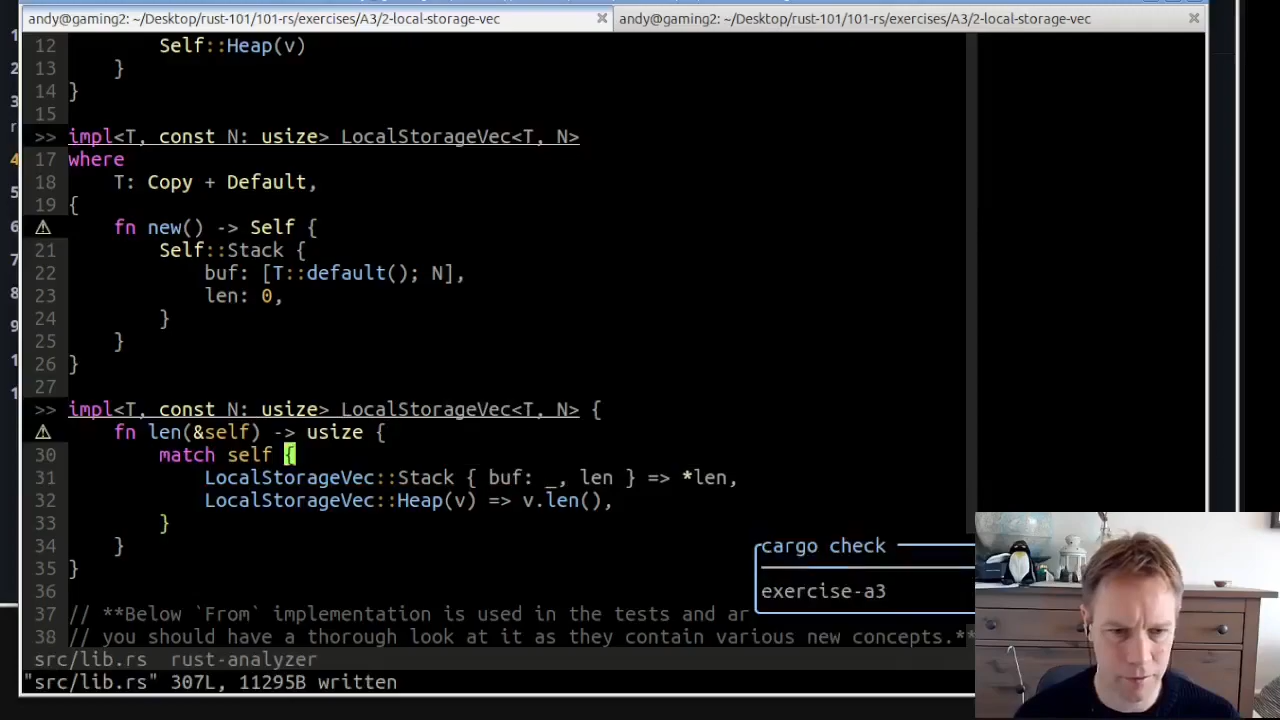 andy@gaming2: ~/Desktop/rust-101/101-rs/exercises/A3/2-local-storage-vec
andy@gaming2: ~/Desktop/rust-101/101-rs/exercises/A3/2-local-storage-vec
12 Self::Heap(v)
13 }
14 }
15
>> impl<T, const N: usize> LocalStorageVec<T, N>
17 where
18 T: Copy + Default,
19 {
⚠ fn new() -> Self {
21 Self::Stack {
22 buf: [T::default(); N],
23 len: 0,
24 }
25 }
26 }
27
>> impl<T, const N: usize> LocalStorageVec<T, N> {
⚠ fn len(&self) -> usize {
30 match self {
31 LocalStorageVec::Stack { buf: _, len } => *len,
32 LocalStorageVec::Heap(v) => v.len(),
33 }
34 }
35 }
36
37 // **Below `From` implementation is used in the tests and ar
38 // you should have a thorough look at it as they contain various new concepts.**
cargo check
exercise-a3
src/lib.rs rust-analyzer
"src/lib.rs" 307L, 11295B written